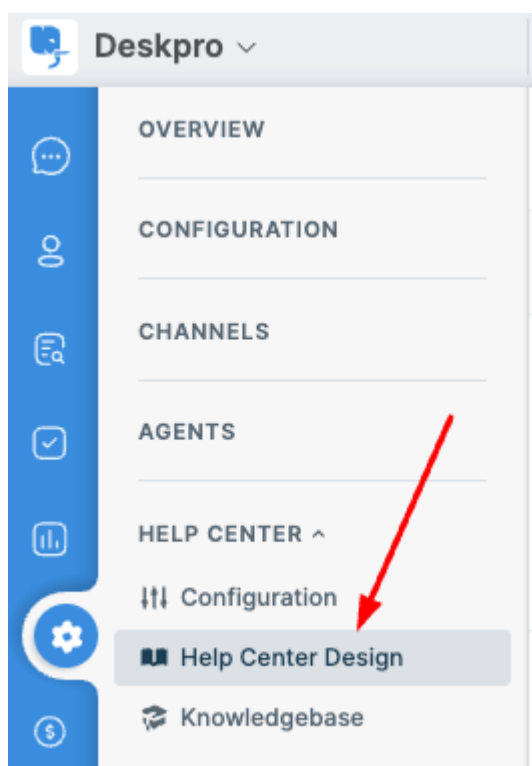 Deskpro
OVERVIEW
CONFIGURATION
CHANNELS
AGENTS
HELP CENTER
Configuration
Help Center Design
Knowledgebase